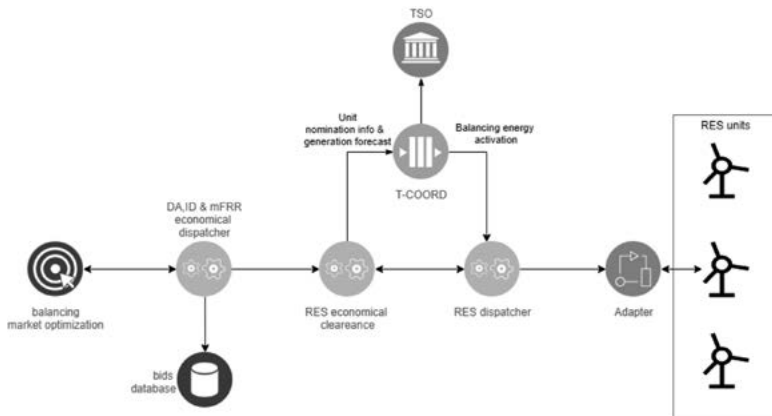 TSO
Unit
nomination info &
generation forecast
Balancing energy
activation
RES units
T-COORD
DA,ID & mFRR
economical
dispatcher
balancing
market optimization
RES economical
cleareance
RES dispatcher
Adapter
bids
database